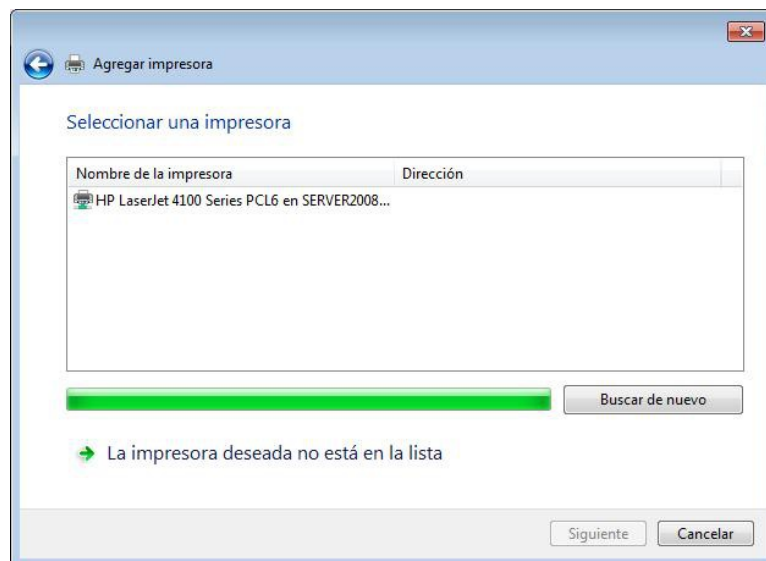 Agregar impresora
Seleccionar una impresora
Nombre de la impresora Dirección
HP LaserJet 4100 Series PCL6 en SERVER2008...
Buscar de nuevo
La impresora deseada no está en la lista
Siguiente Cancelar